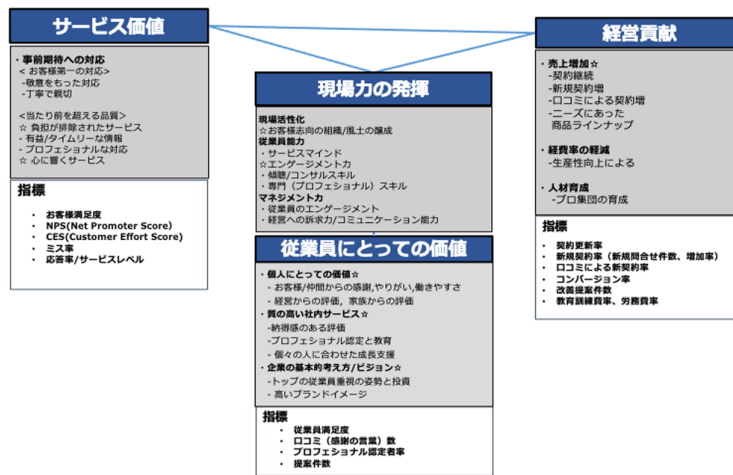 サービス価値
・事前期待への対応
< お客様第一の対応>
-敬意をもった対応
-丁寧で親切
<当たり前を超える品質>
☆ 負担が排除されたサービス
- 有益/タイムリーな情報
- プロフェッショナルな対応
☆ 心に響くサービス
指標
• お客様満足度
• NPS(Net Promoter Score)
• CES(Customer Effort Score)
• ミス率
• 応答率/サービスレベル
現場力の発揮
現場活性化
☆お客様志向の組織/風土の醸成
従業員能力
・サービスマインド
☆エンゲージメント力
・傾聴/コンサルスキル
・専門（プロフェッショナル）スキル
マネジメント力
・従業員のエンゲージメント
・経営への訴求力/コミュニケーション能力
従業員にとっての価値
・個人にとっての価値☆
- お客様/仲間からの感謝,やりがい,働きやすさ
- 経営からの評価，家族からの評価
・質の高い社内サービス☆
-納得感のある評価
-プロフェショナル認定と教育
- 個々の人に合わせた成長支援
・企業の基本的考え方/ビジョン☆
-トップの従業員重視の姿勢と投資
- 高いブランドイメージ
指標
• 従業員満足度
• 口コミ（感謝の言葉）数
• プロフェショナル認定者率
• 提案件数
経営貢献
・売上増加☆
-契約継続
-新規契約増
-口コミによる契約増
-ニーズにあった
商品ラインナップ
・経費率の軽減
-生産性向上による
・人材育成
-プロ集団の育成
指標
• 契約更新率
• 新規契約率（新規問合せ件数、増加率）
• 口コミによる新契約率
• コンバージョン率
• 改善提案件数
• 教育訓練費率、労務費率